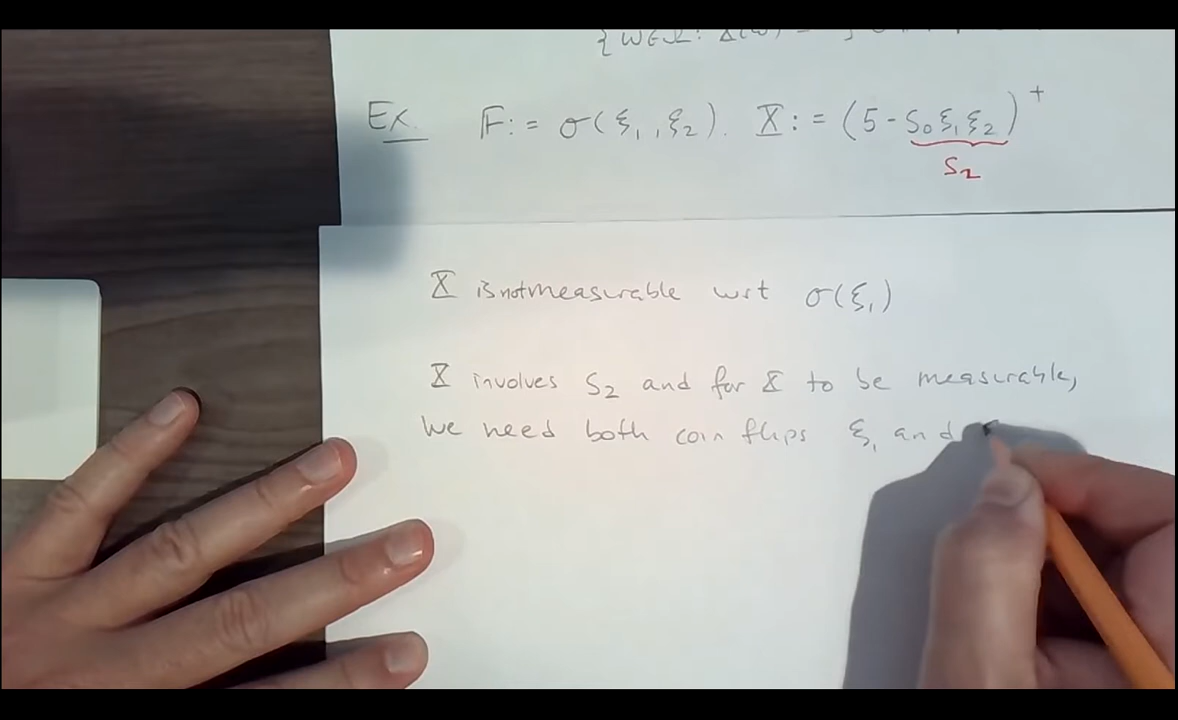 {ω∈Ω: X(ω)
Ex. F := σ(ξ₁, ξ₂). X := (5 - S₀ξ₁ξ₂)⁺
S₂
X is not measurable wrt σ(ξ₁)
X involves S₂ and for X to be measurable,
we need both coin flips ξ₁ and